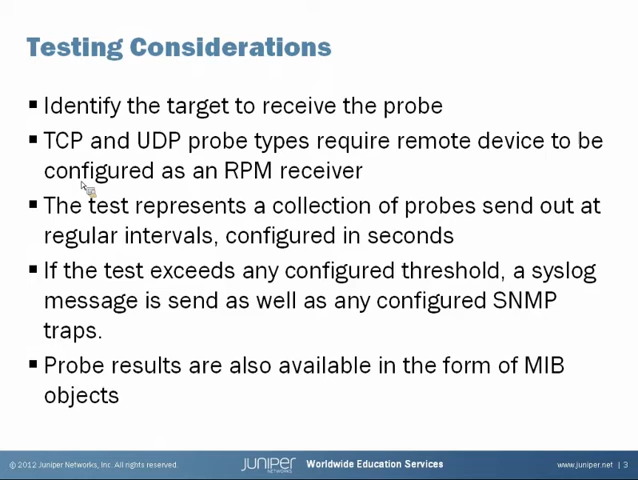 Testing Considerations
▪ Identify the target to receive the probe
▪ TCP and UDP probe types require remote device to be
configured as an RPM receiver
▪ The test represents a collection of probes send out at
regular intervals, configured in seconds
▪ If the test exceeds any configured threshold, a syslog
message is send as well as any configured SNMP
traps.
▪ Probe results are also available in the form of MIB
objects
© 2012 Juniper Networks, Inc. All rights reserved. JUNIPER NETWORKS Worldwide Education Services www.juniper.net | 3